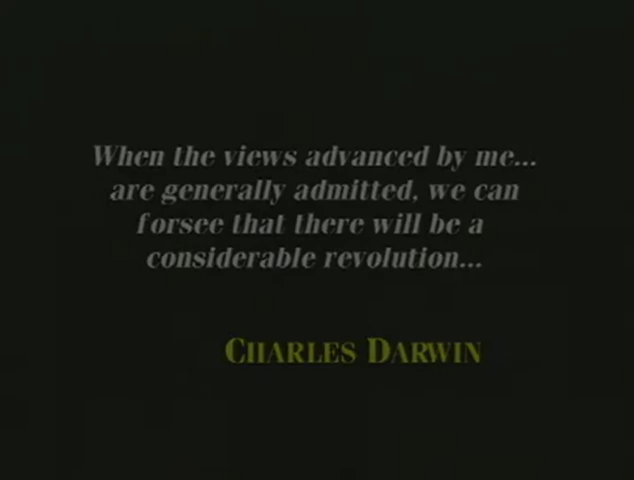 When the views advanced by me...
are generally admitted, we can
forsee that there will be a
considerable revolution...
CHARLES DARWIN